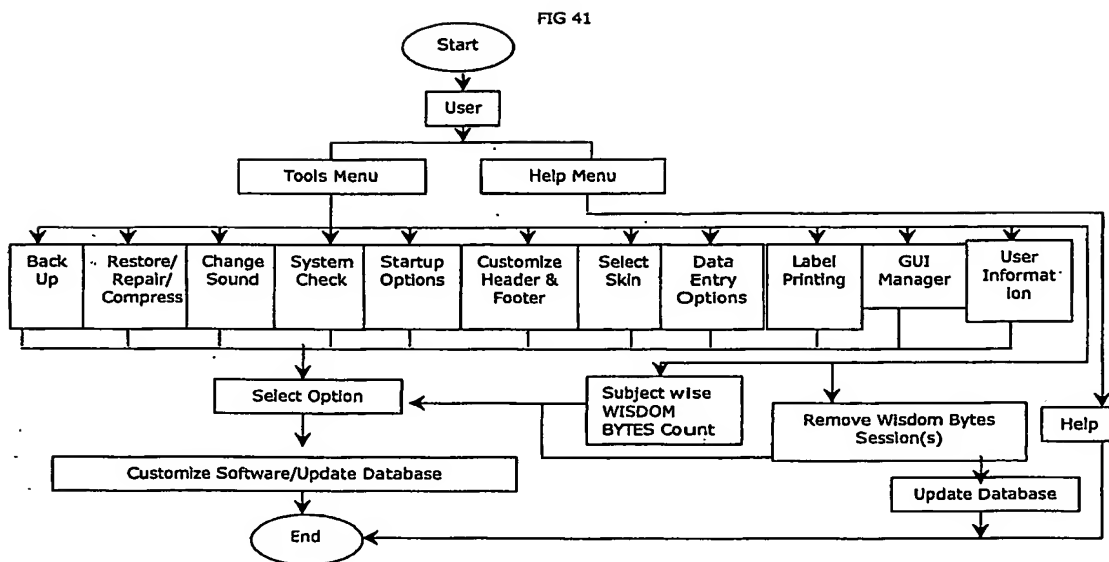 FIG 41
Start
User
Tools Menu
Help Menu
Back
Up
Restore/
Repair/
Compress
Change
Sound
System
Check
Startup
Options
Customize
Header &
Footer
Select
Skin
Data
Entry
Options
Label
Printing
GUI
Manager
User
Informat
ion
Select Option
Subject wise
WISDOM
BYTES Count
Remove Wisdom Bytes
Session(s)
Help
Customize Software/Update Database
Update Database
End